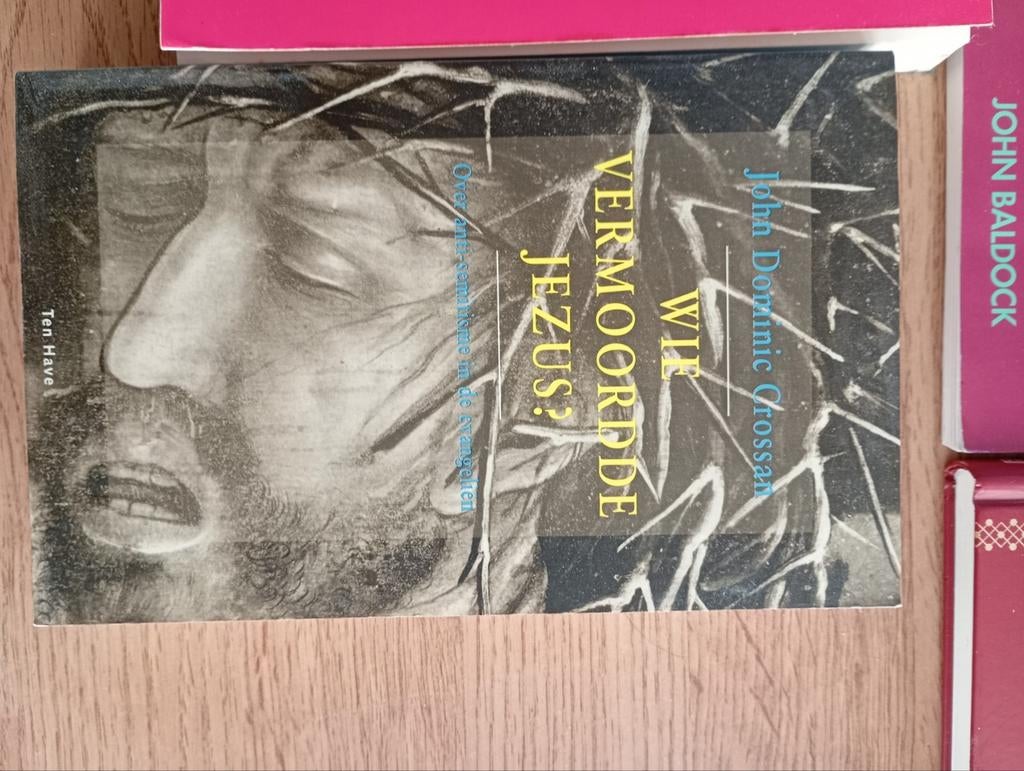 John Dominic Crossan
WIE
VERMOORDDE
JEZUS?
Over anti-semitisme in de evangeliën
Ten Have
JOHN BALDOCK